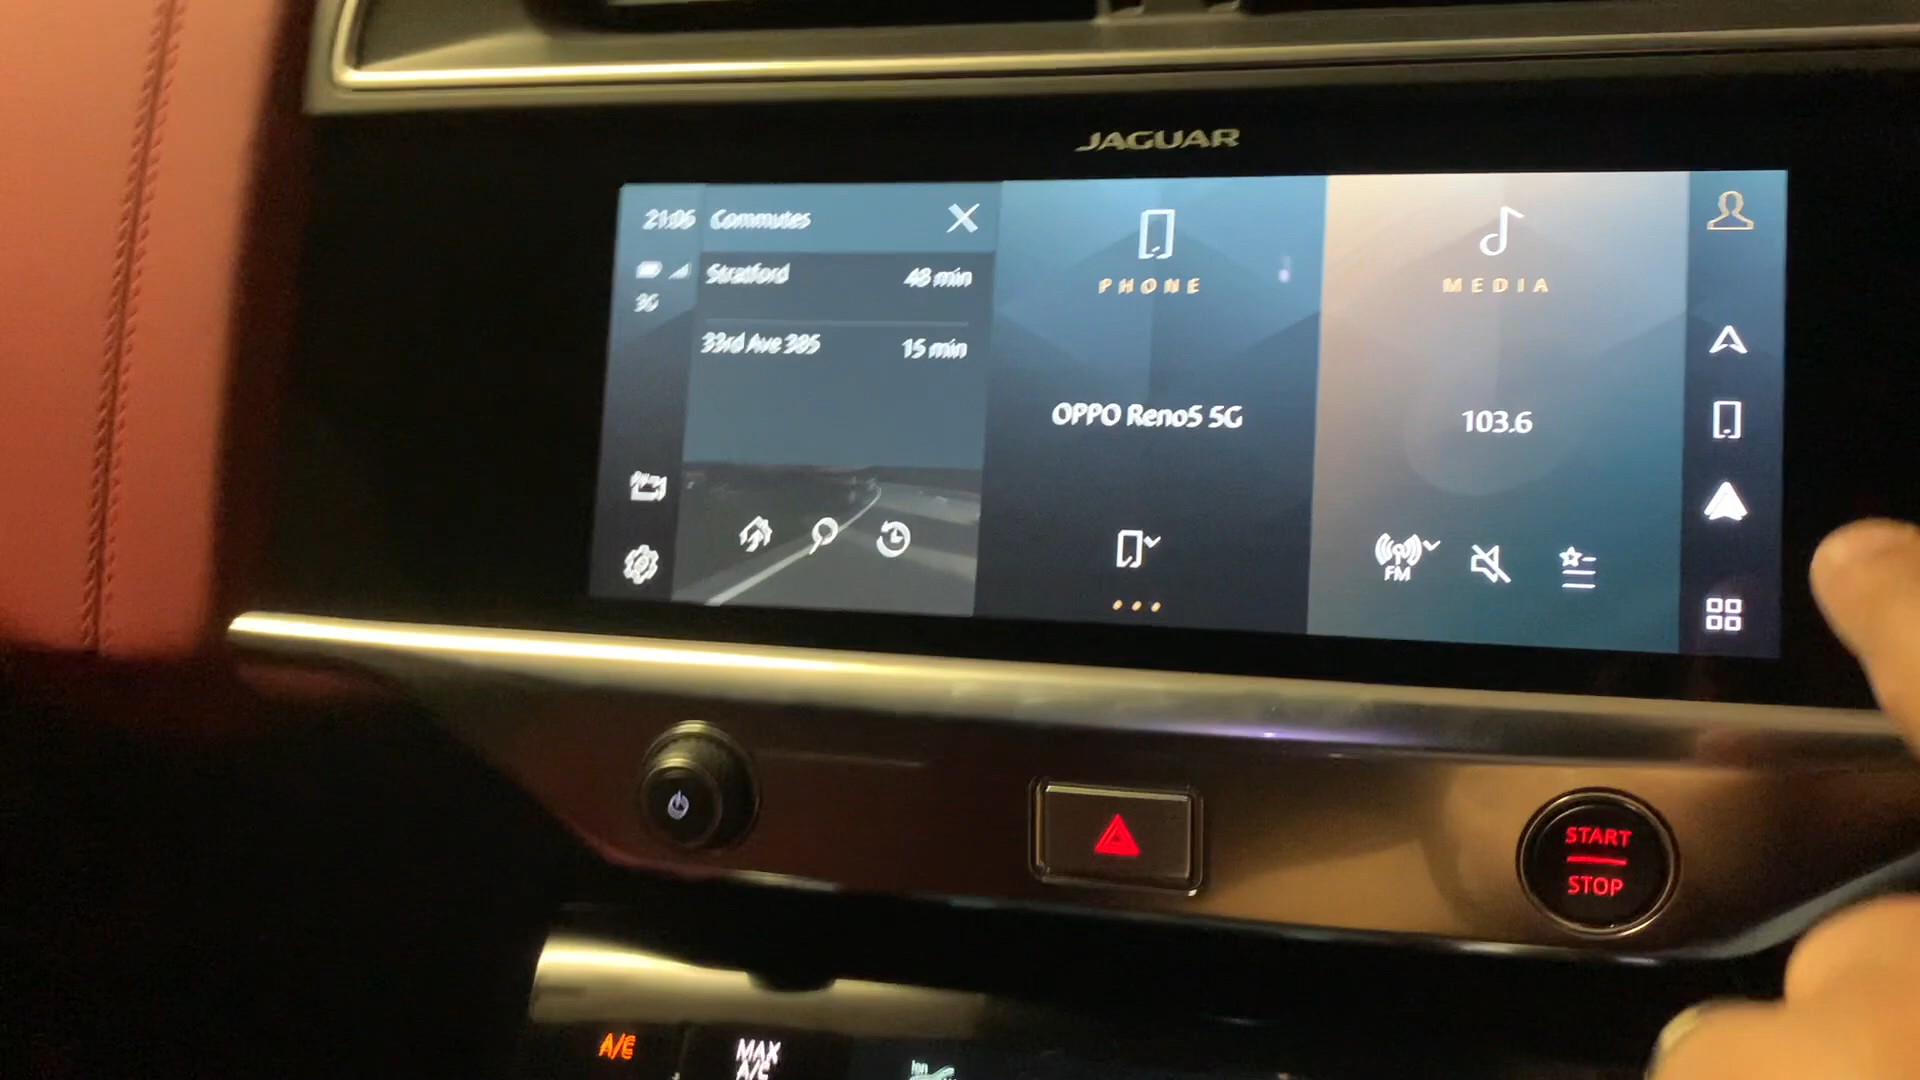 JAGUAR
21:06 Commutes
Stratford 48 min
3G
33rd Ave 385 15 min
PHONE
OPPO Reno5 5G
MEDIA
103.6
FM
START
STOP
A/C
MAX
A/C
Ion